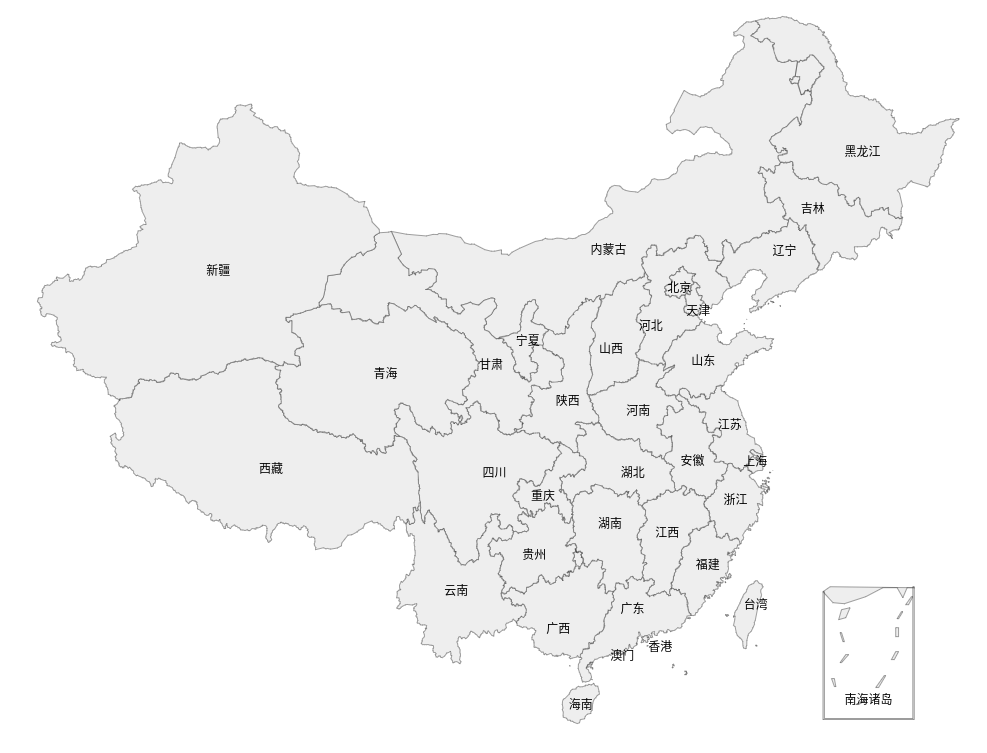 黑龙江
吉林
辽宁
内蒙古
新疆
北京
天津
河北
宁夏
山西
山东
甘肃
青海
陕西
河南
江苏
上海
安徽
西藏
四川
湖北
重庆
浙江
湖南
江西
贵州
福建
云南
台湾
广东
广西
香港
澳门
南海诸岛
海南